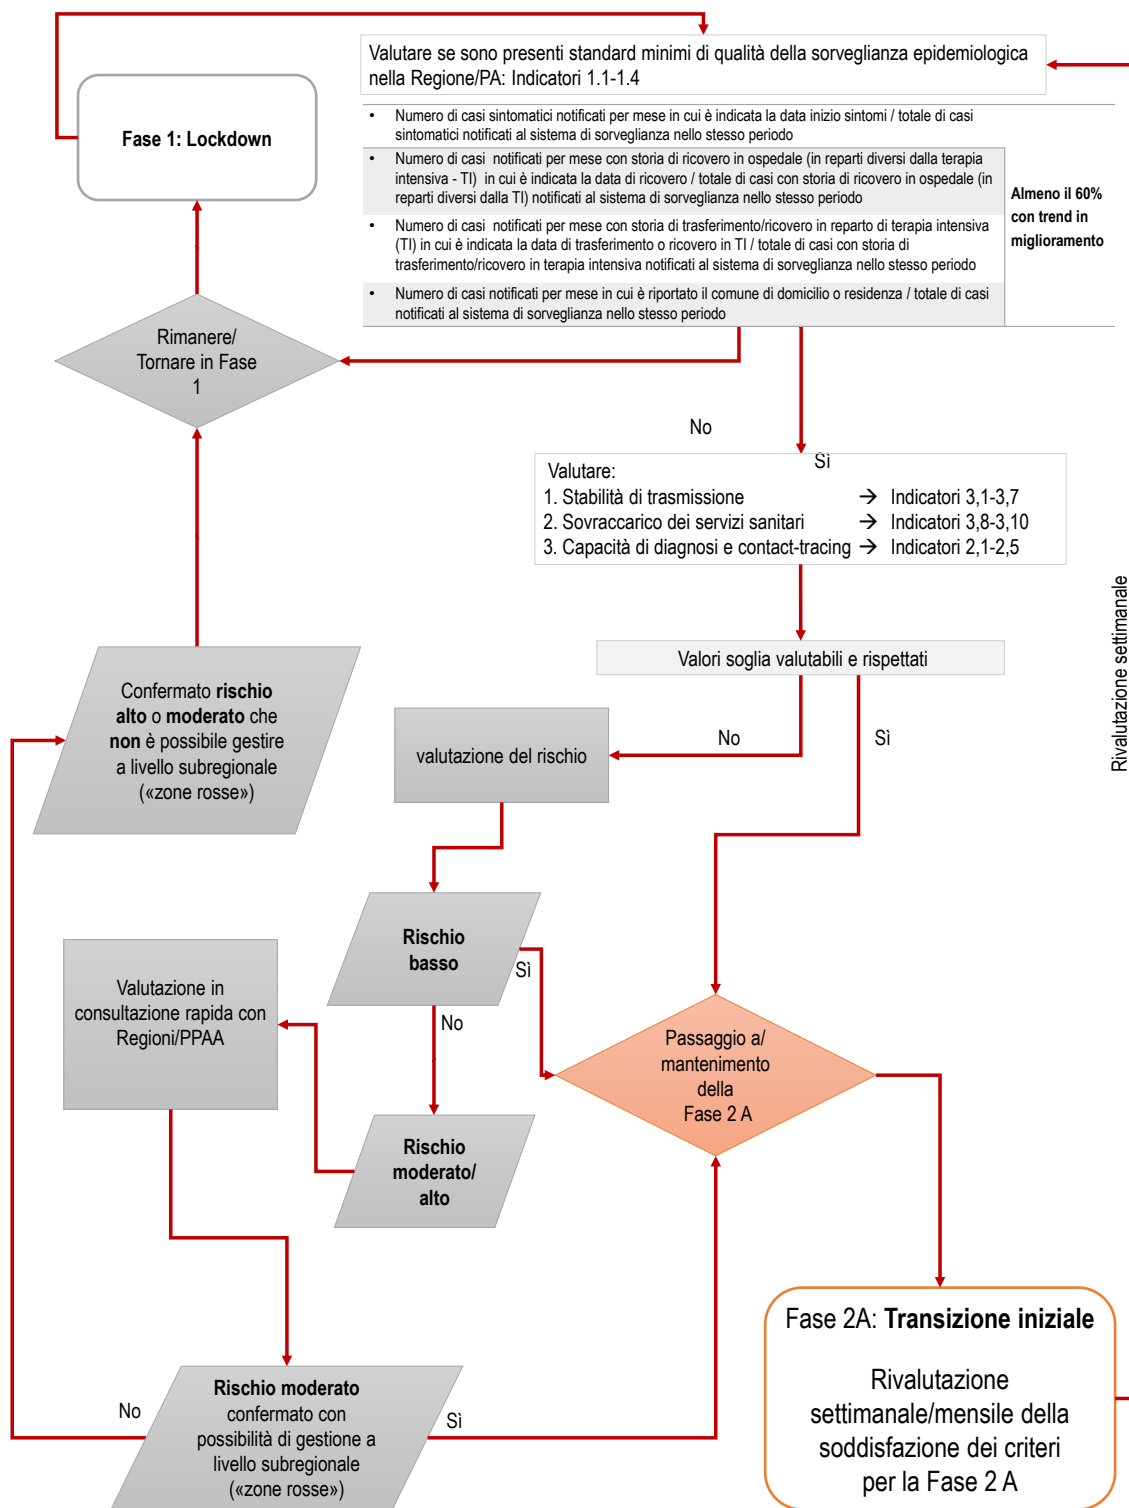 Valutare se sono presenti standard minimi di qualità della sorveglianza epidemiologica
nella Regione/PA: Indicatori 1.1-1.4
Fase 1: Lockdown
• Numero di casi sintomatici notificati per mese in cui è indicata la data inizio sintomi / totale di casi
sintomatici notificati al sistema di sorveglianza nello stesso periodo
• Numero di casi notificati per mese con storia di ricovero in ospedale (in reparti diversi dalla terapia
intensiva - TI) in cui è indicata la data di ricovero / totale di casi con storia di ricovero in ospedale (in
reparti diversi dalla TI) notificati al sistema di sorveglianza nello stesso periodo
• Numero di casi notificati per mese con storia di trasferimento/ricovero in reparto di terapia intensiva
(TI) in cui è indicata la data di trasferimento o ricovero in TI / totale di casi con storia di
trasferimento/ricovero in terapia intensiva notificati al sistema di sorveglianza nello stesso periodo
• Numero di casi notificati per mese in cui è riportato il comune di domicilio o residenza / totale di casi
notificati al sistema di sorveglianza nello stesso periodo
Almeno il 60%
con trend in
miglioramento
Rimanere/
Tornare in Fase
1
No
Sì
Valutare:
1. Stabilità di trasmissione → Indicatori 3,1-3,7
2. Sovraccarico dei servizi sanitari → Indicatori 3,8-3,10
3. Capacità di diagnosi e contact-tracing → Indicatori 2,1-2,5
Rivalutazione settimanale
Valori soglia valutabili e rispettati
No
Sì
Confermato rischio
alto o moderato che
non è possibile gestire
a livello subregionale
(«zone rosse»)
valutazione del rischio
Rischio
basso
Sì
No
Valutazione in
consultazione rapida con
Regioni/PPAA
Passaggio a/
mantenimento
della
Fase 2 A
Rischio
moderato/
alto
Rischio moderato
confermato con
possibilità di gestione a
livello subregionale
(«zone rosse»)
No
Sì
Fase 2A: Transizione iniziale
Rivalutazione
settimanale/mensile della
soddisfazione dei criteri
per la Fase 2 A